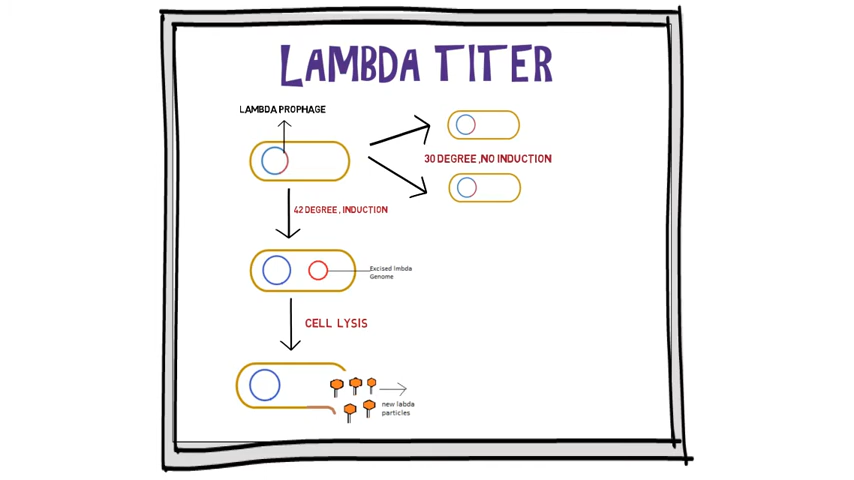 LAMBDA TITER
LAMBDA PROPHAGE
30 DEGREE ,NO INDUCTION
42 DEGREE , INDUCTION
Excised lmbda
Genome
CELL LYSIS
new labda
particles